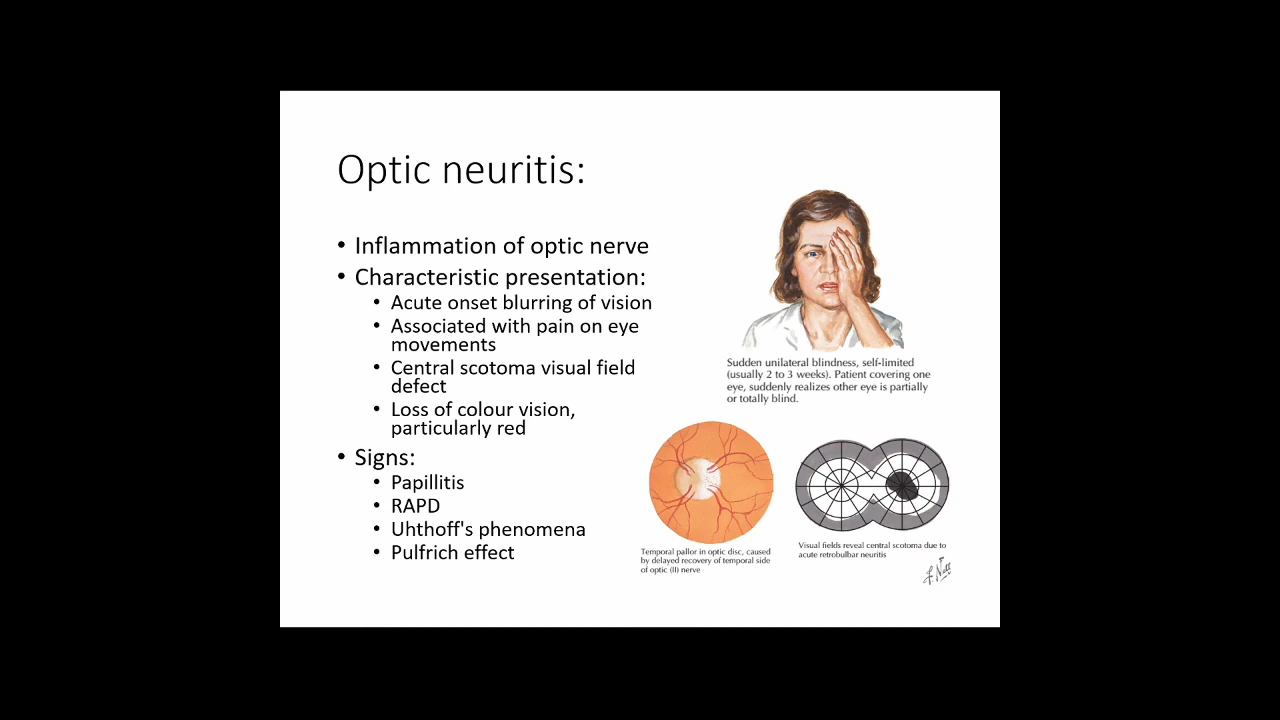 Optic neuritis:
• Inflammation of optic nerve
• Characteristic presentation:
• Acute onset blurring of vision
• Associated with pain on eye
movements
• Central scotoma visual field
defect
• Loss of colour vision,
particularly red
• Signs:
• Papillitis
• RAPD
• Uhthoff's phenomena
• Pulfrich effect
Sudden unilateral blindness, self-limited
(usually 2 to 3 weeks). Patient covering one
eye, suddenly realizes other eye is partially
or totally blind.
Temporal pallor in optic disc, caused
by delayed recovery of temporal side
of optic (II) nerve
Visual fields reveal central scotoma due to
acute retrobulbar neuritis